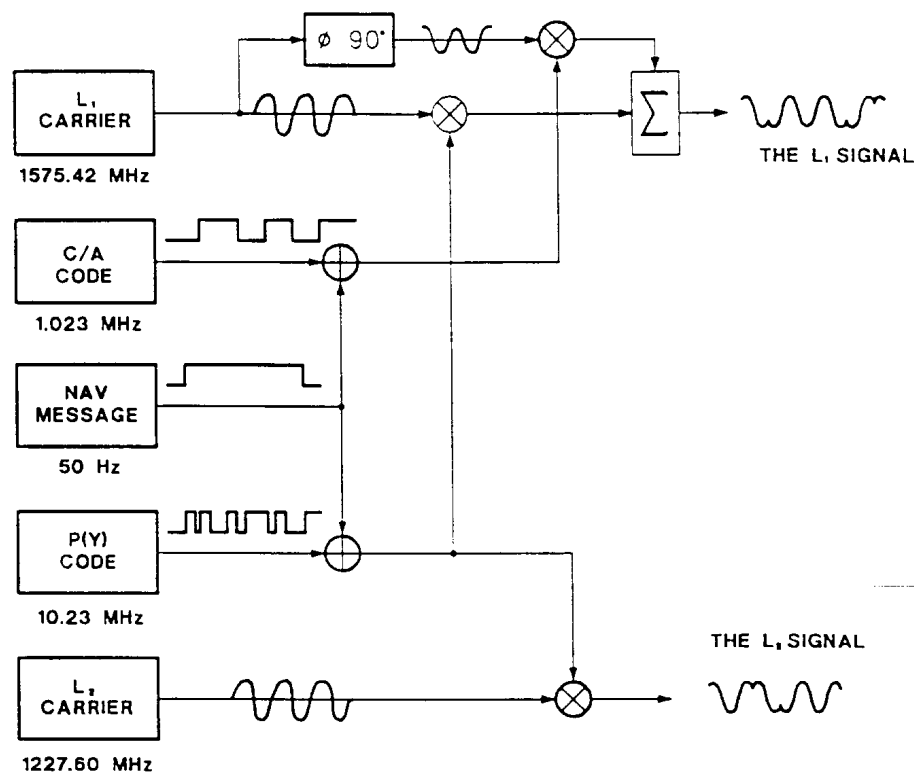 ø 90°
L₁
CARRIER
1575.42 MHz
Σ
THE L₁ SIGNAL
C/A
CODE
1.023 MHz
NAV
MESSAGE
50 Hz
P(Y)
CODE
10.23 MHz
THE L₂ SIGNAL
L₂
CARRIER
1227.60 MHz